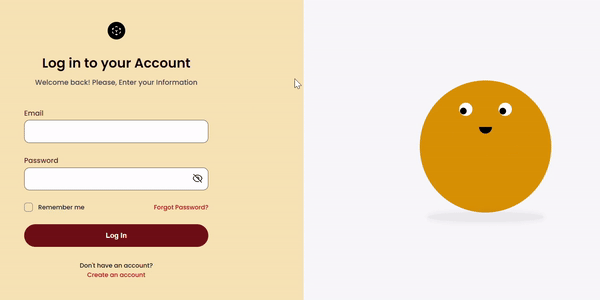 Log in to your Account
Welcome back! Please, Enter your Information
Email
Password
Remember me
Forgot Password?
Log In
Don't have an account?
Create an account